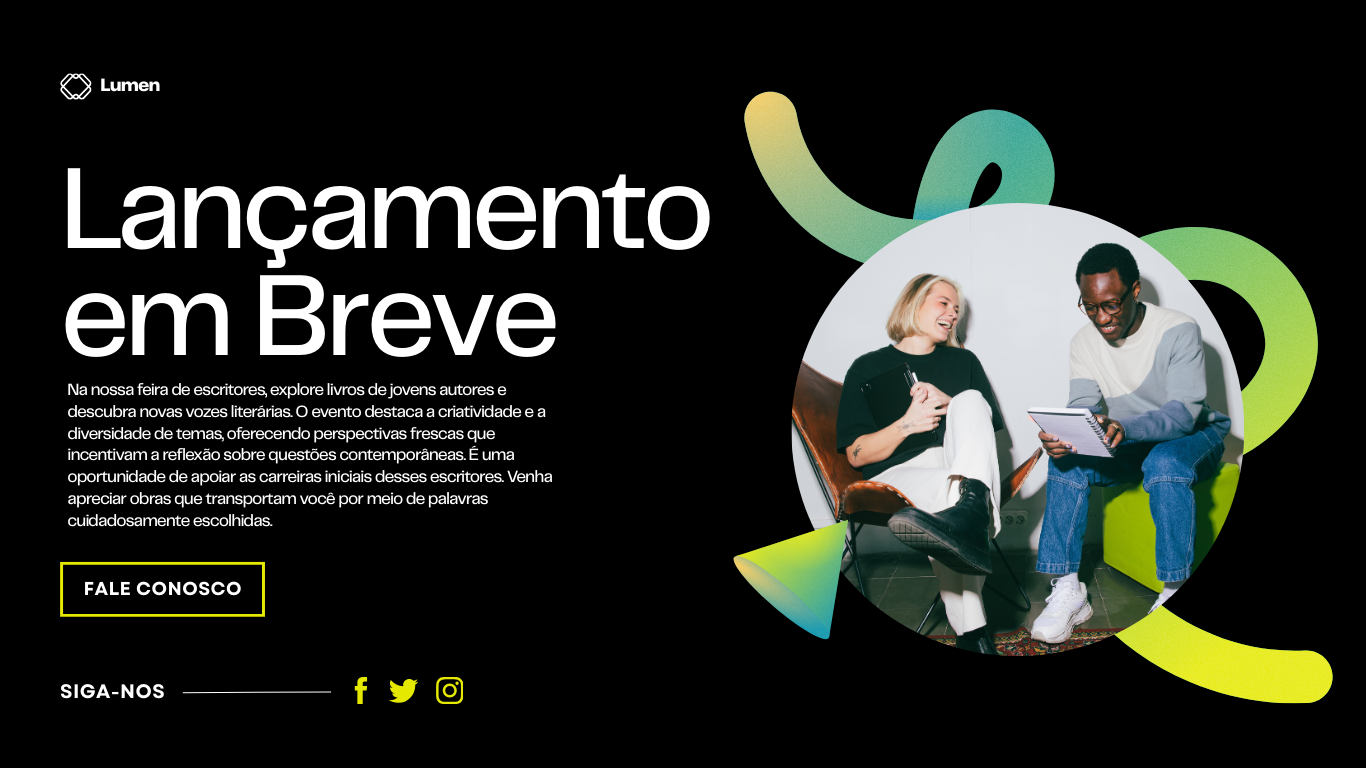 Lumen
Lançamento
em Breve
Na nossa feira de escritores, explore livros de jovens autores e
descubra novas vozes literárias. O evento destaca a criatividade e a
diversidade de temas, oferecendo perspectivas frescas que
incentivam a reflexão sobre questões contemporâneas. É uma
oportunidade de apoiar as carreiras iniciais desses escritores. Venha
apreciar obras que transportam você por meio de palavras
cuidadosamente escolhidas.
FALE CONOSCO
SIGA-NOS